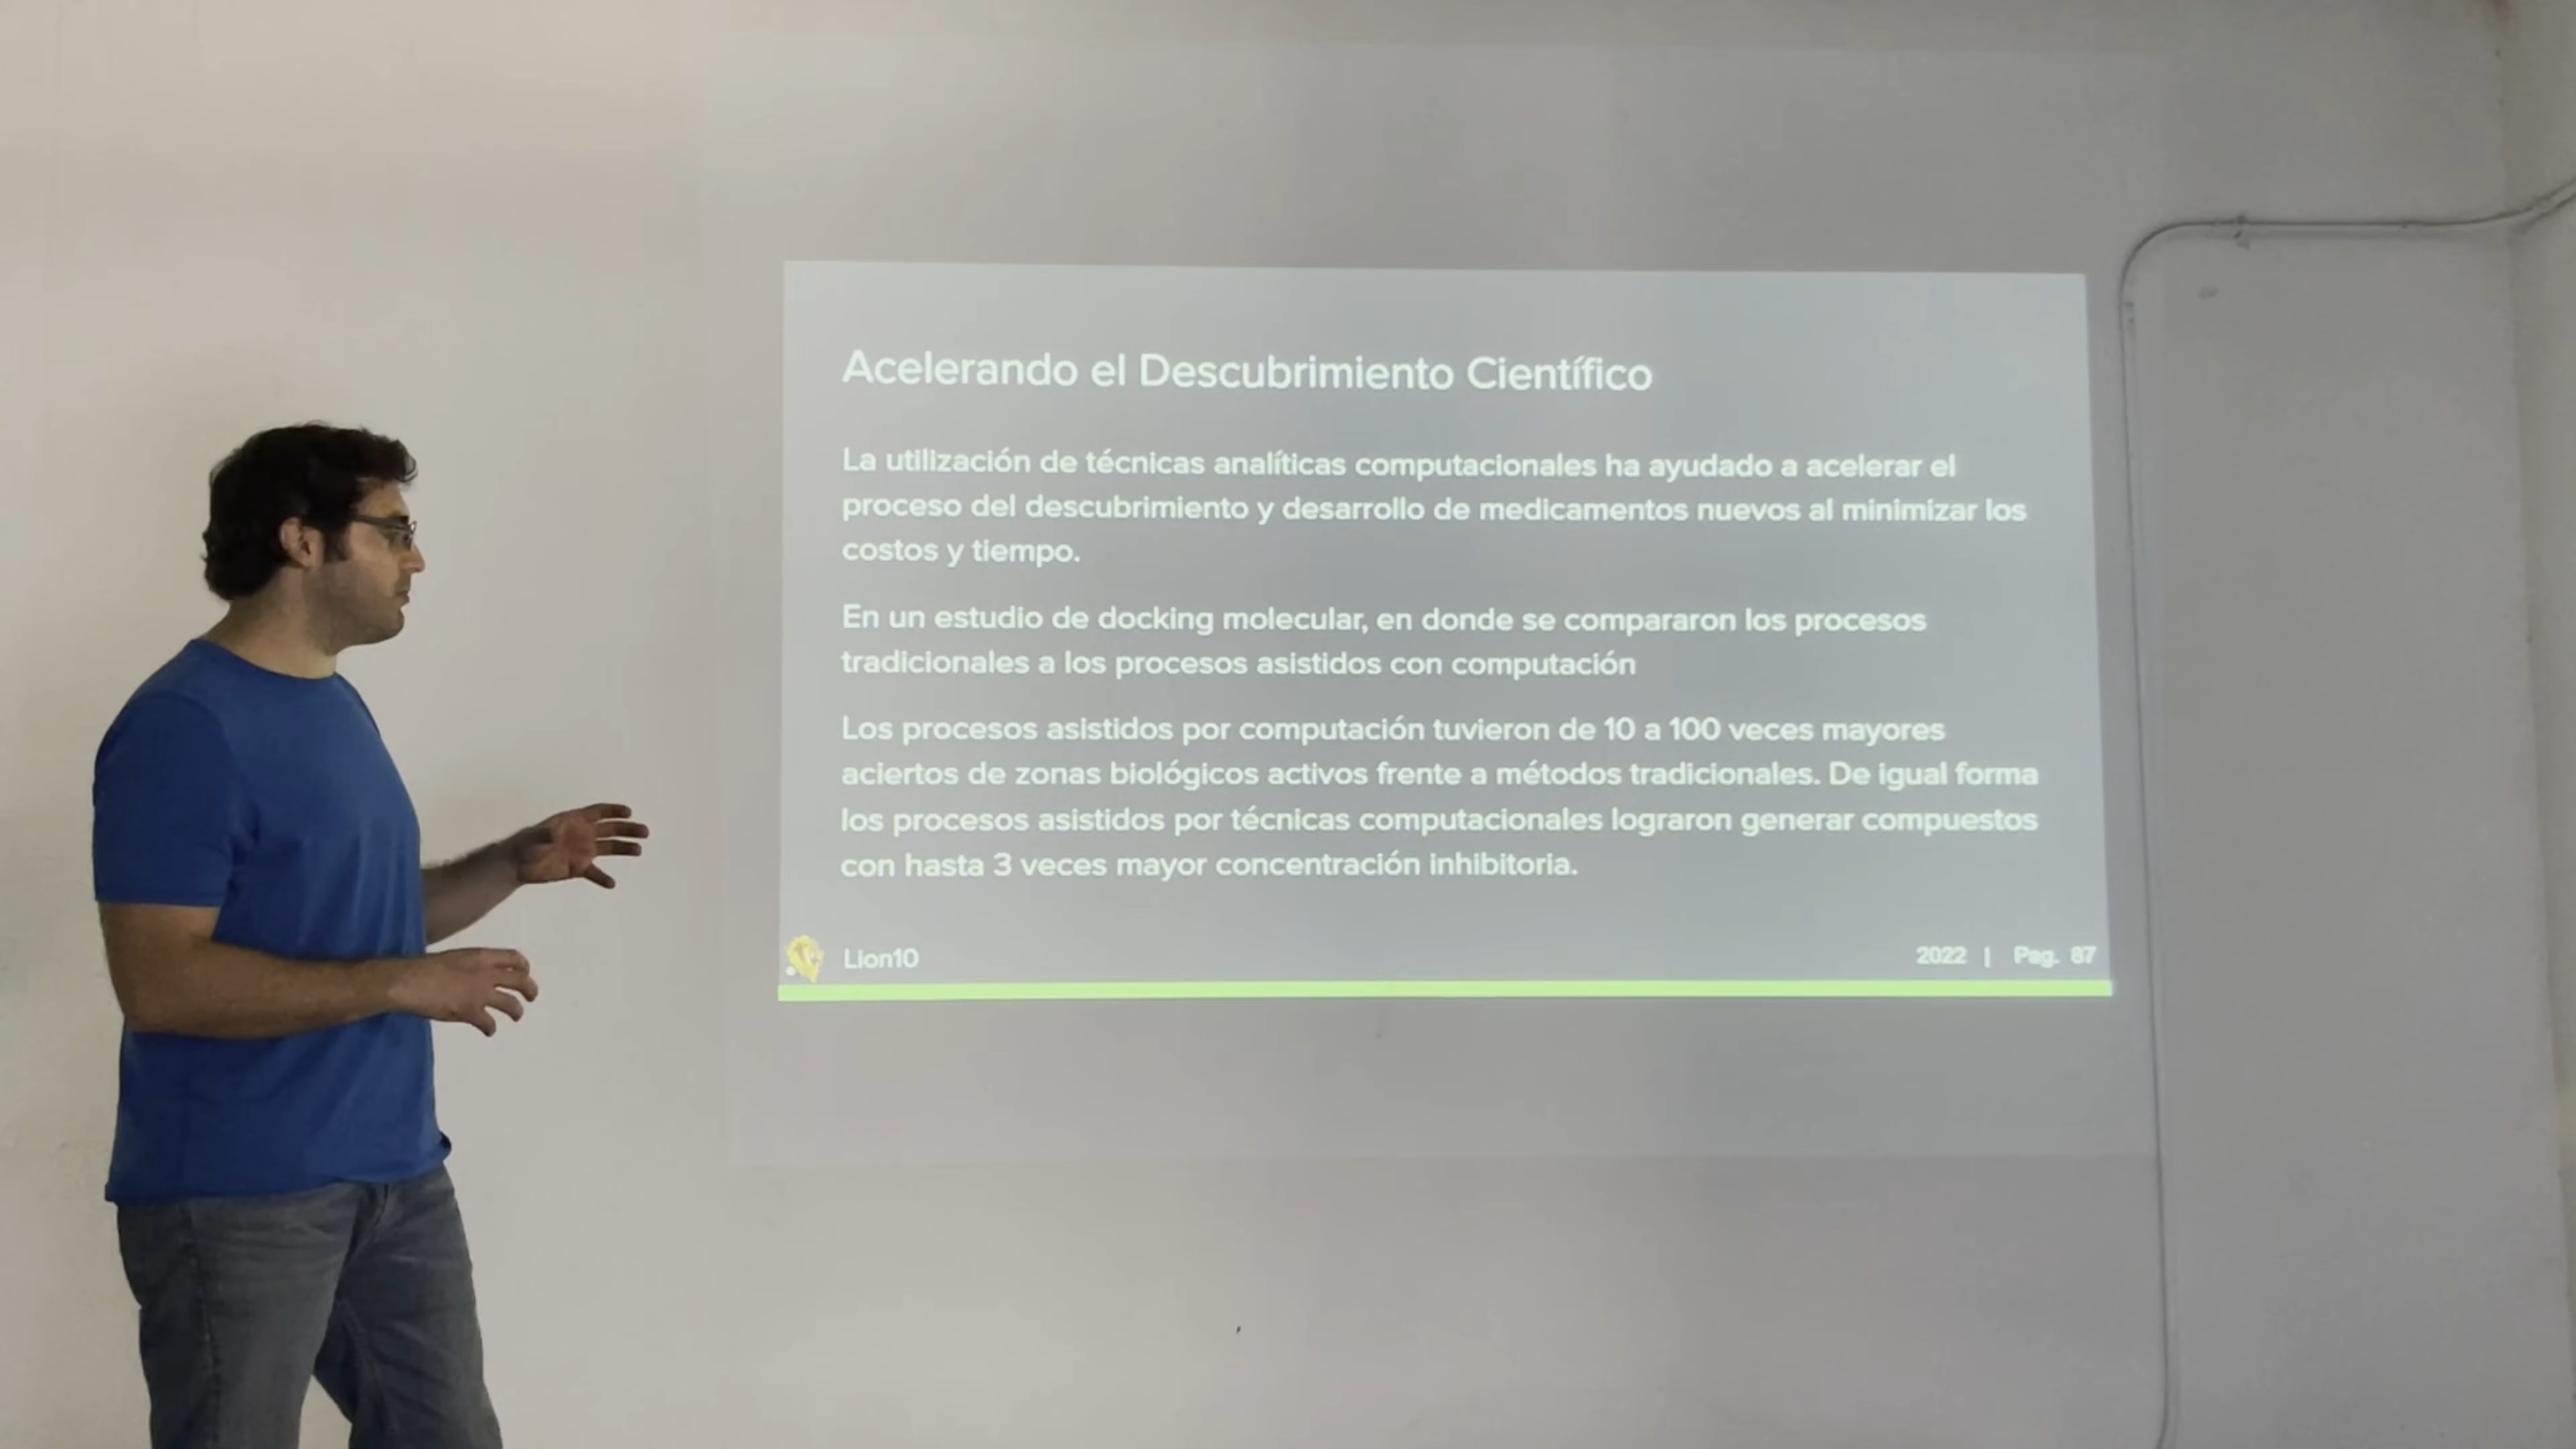 Acelerando el Descubrimiento Científico
La utilización de técnicas analíticas computacionales ha ayudado a acelerar el
proceso del descubrimiento y desarrollo de medicamentos nuevos al minimizar los
costos y tiempo.
En un estudio de docking molecular, en donde se compararon los procesos
tradicionales a los procesos asistidos con computación
Los procesos asistidos por computación tuvieron de 10 a 100 veces mayores
aciertos de zonas biológicos activos frente a métodos tradicionales. De igual forma
los procesos asistidos por técnicas computacionales lograron generar compuestos
con hasta 3 veces mayor concentración inhibitoria.
Lion10
2022 | Pag. 87